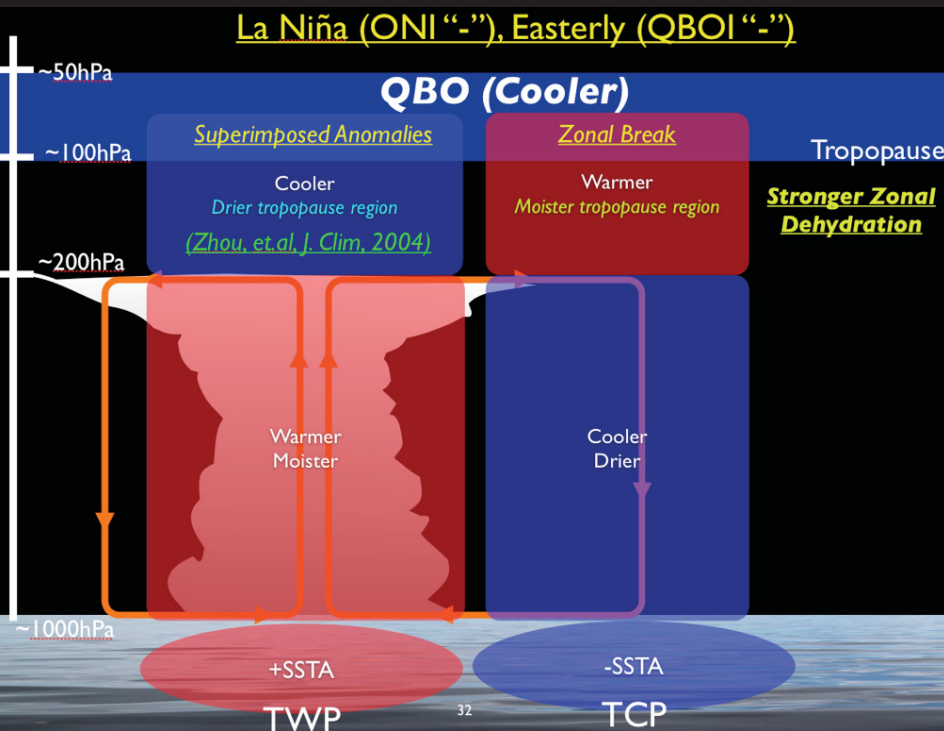 La Niña (ONI “-”), Easterly (QBOI “-”)
~50hPa
QBO (Cooler)
Superimposed Anomalies
Zonal Break
~100hPa
Tropopause
Cooler
Drier tropopause region
(Zhou, et.al, J. Clim, 2004)
Warmer
Moister tropopause region
Stronger Zonal
Dehydration
~200hPa
Warmer
Moister
Cooler
Drier
~1000hPa
+SSTA
-SSTA
TWP
32
TCP